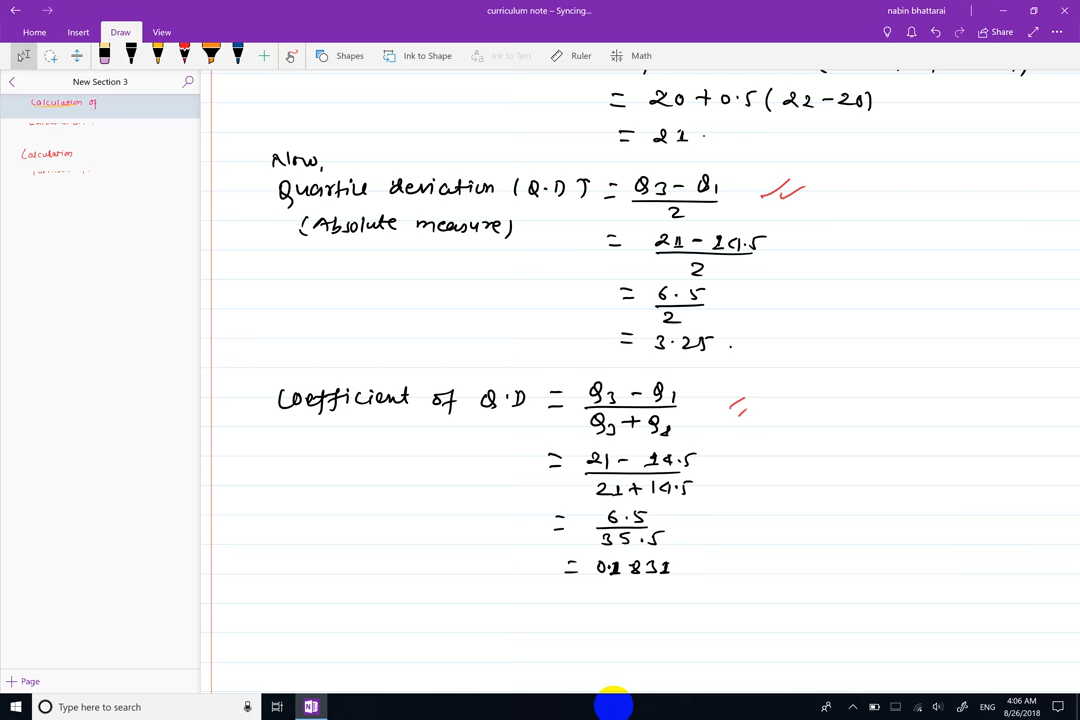 curriculum note – Syncing...
nabin bhattarai
Home Insert Draw View
Share
Shapes Ink to Shape Ink to Text Ruler Math
New Section 3
Calculation of
Calculation
= 20 + 0.5 ( 22 - 20)
= 21 .
Now,
Quartile deviation (Q.D) = Q3 - Q1 / 2
(Absolute measure)
= 21 - 14.5 / 2
= 6.5 / 2
= 3.25 .
Coefficient of Q.D = Q3 - Q1 / Q3 + Q1
= 21 - 14.5 / 21 + 14.5
= 6.5 / 35.5
= 0.1831
+ Page
Type here to search
ENG
4:06 AM
8/26/2018